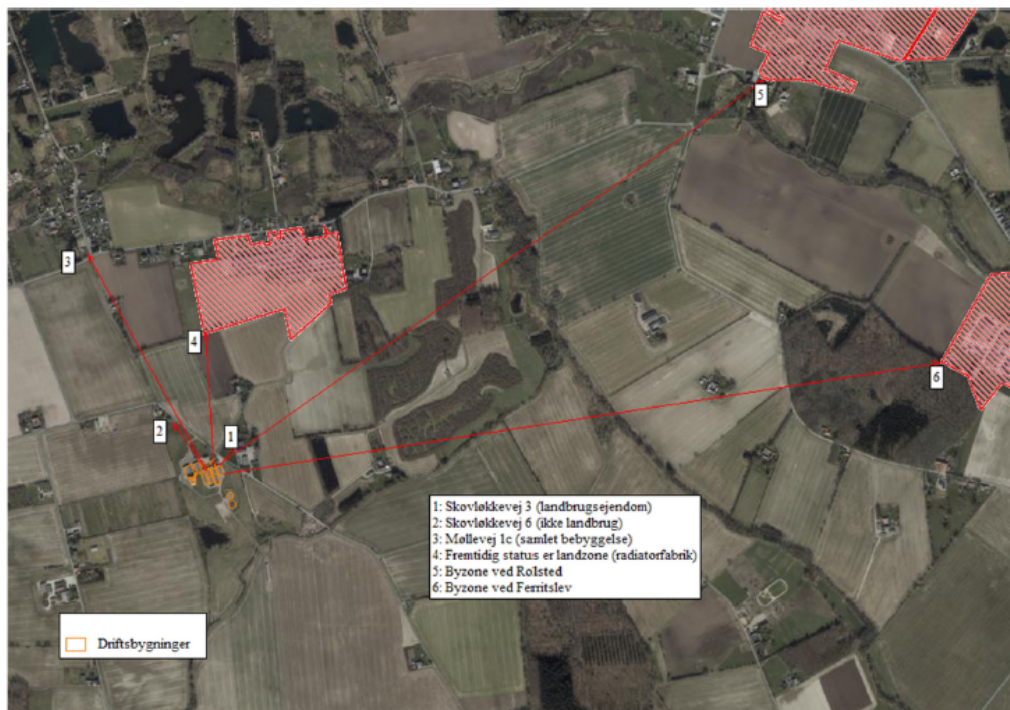 5
3
4
6
2
1
1: Skovløkkevej 3 (landbrugsejendom)
2: Skovløkkevej 6 (ikke landbrug)
3: Møllevej 1c (samlet bebyggelse)
4: Fremtidig status er landzone (radiatorfabrik)
5: Byzone ved Rolsted
6: Byzone ved Ferritslev
Driftsbygninger